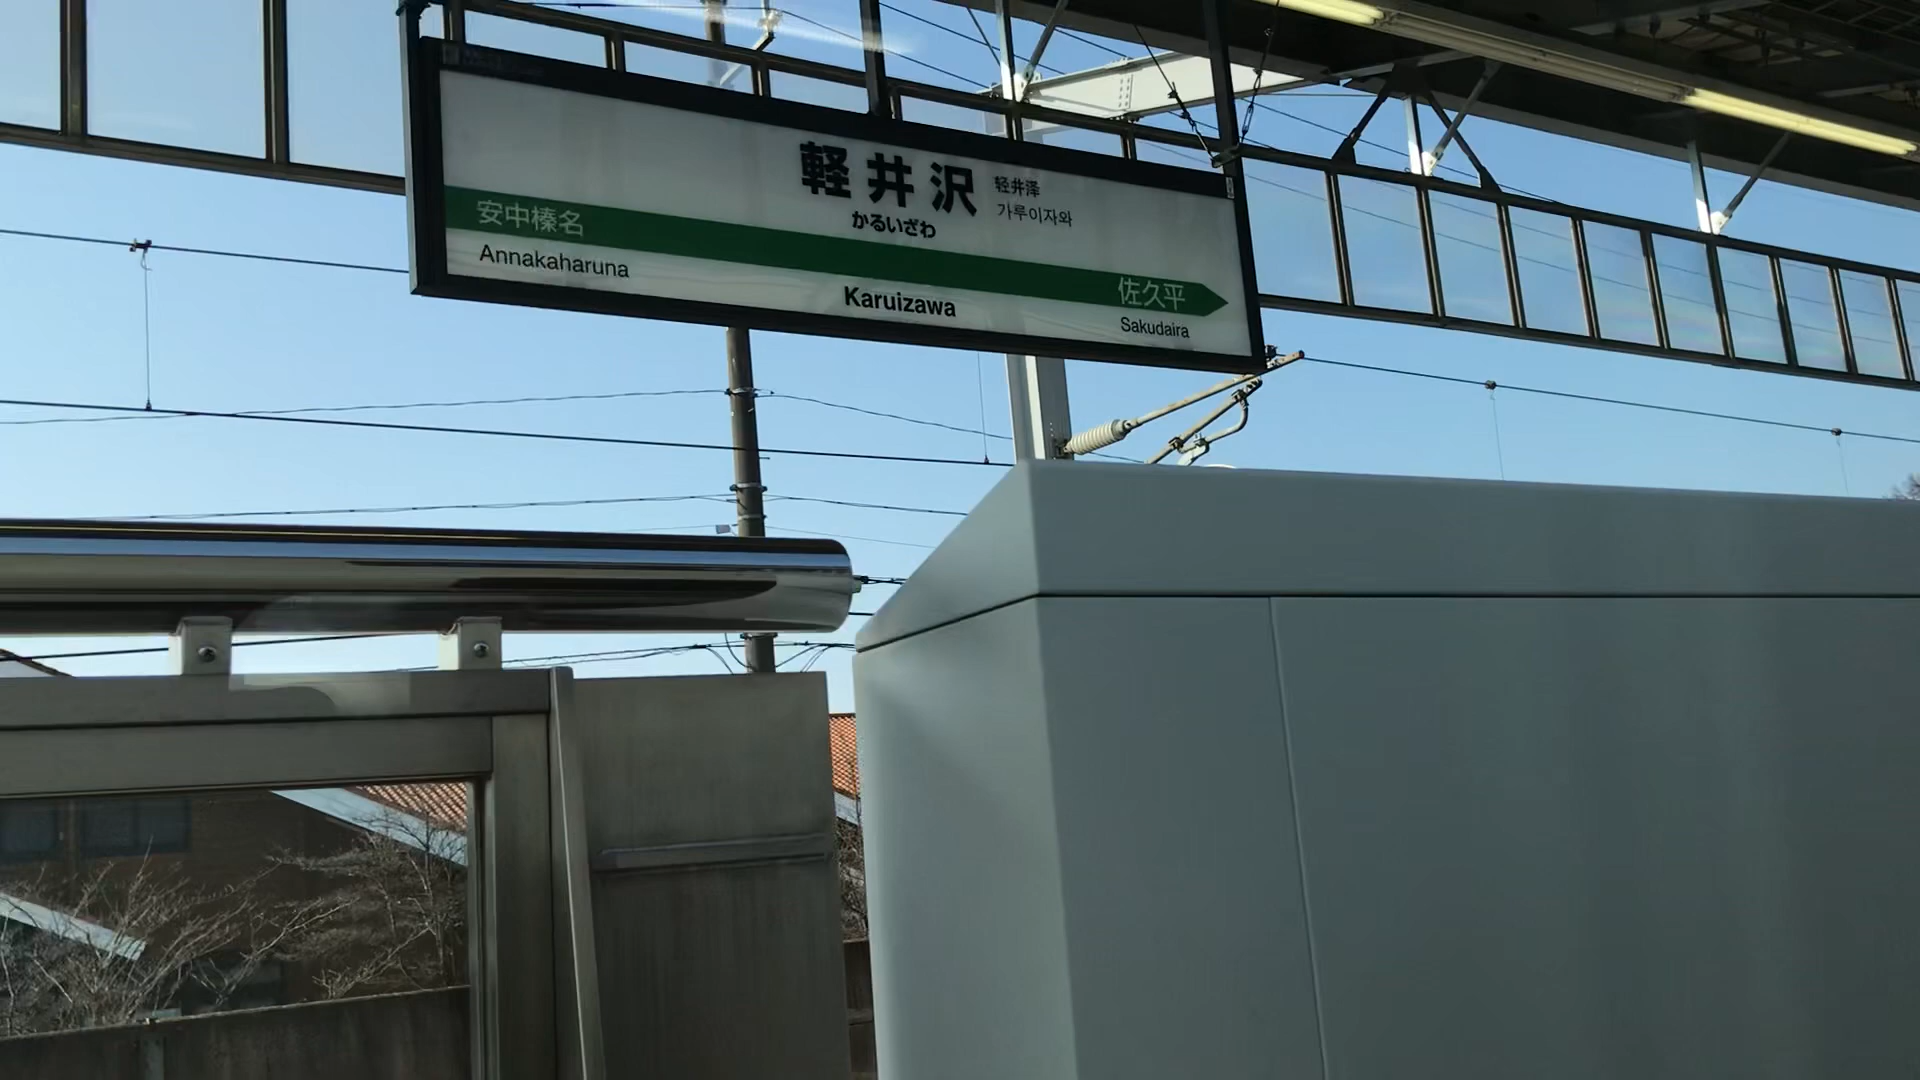 軽井沢
かるいざわ
轻井泽
가루이자와
安中榛名
Annakaharuna
Karuizawa
佐久平
Sakudaira